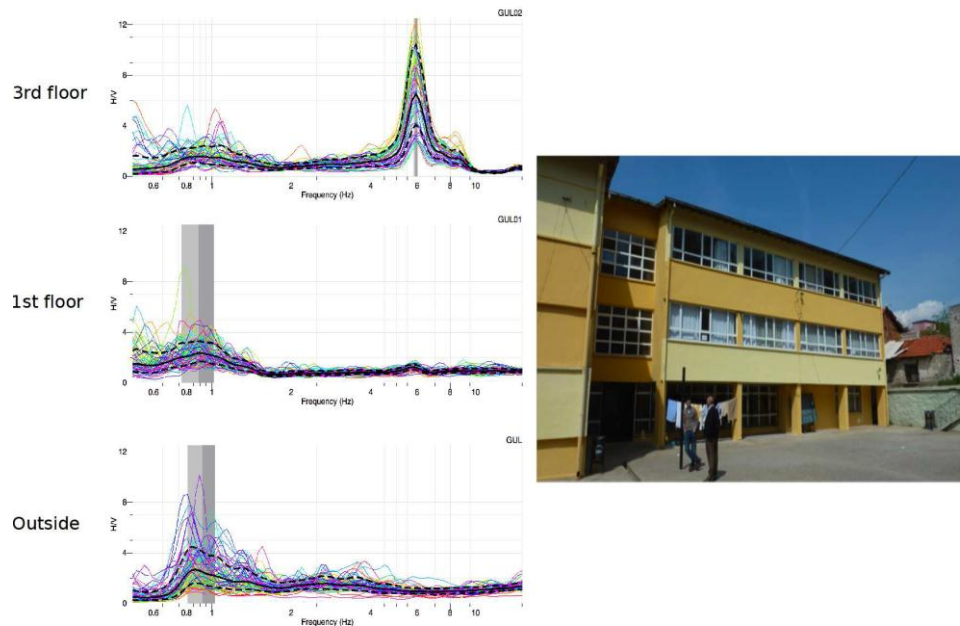 GUL02
12
8
4
0
H/V
3rd floor
0.6 0.8 1 2 4 6 8 10
Frequency (Hz)
GUL01
12
8
4
0
H/V
1st floor
0.6 0.8 1 2 4 6 8 10
Frequency (Hz)
GUL
12
8
4
0
H/V
Outside
0.6 0.8 1 2 4 6 8 10
Frequency (Hz)